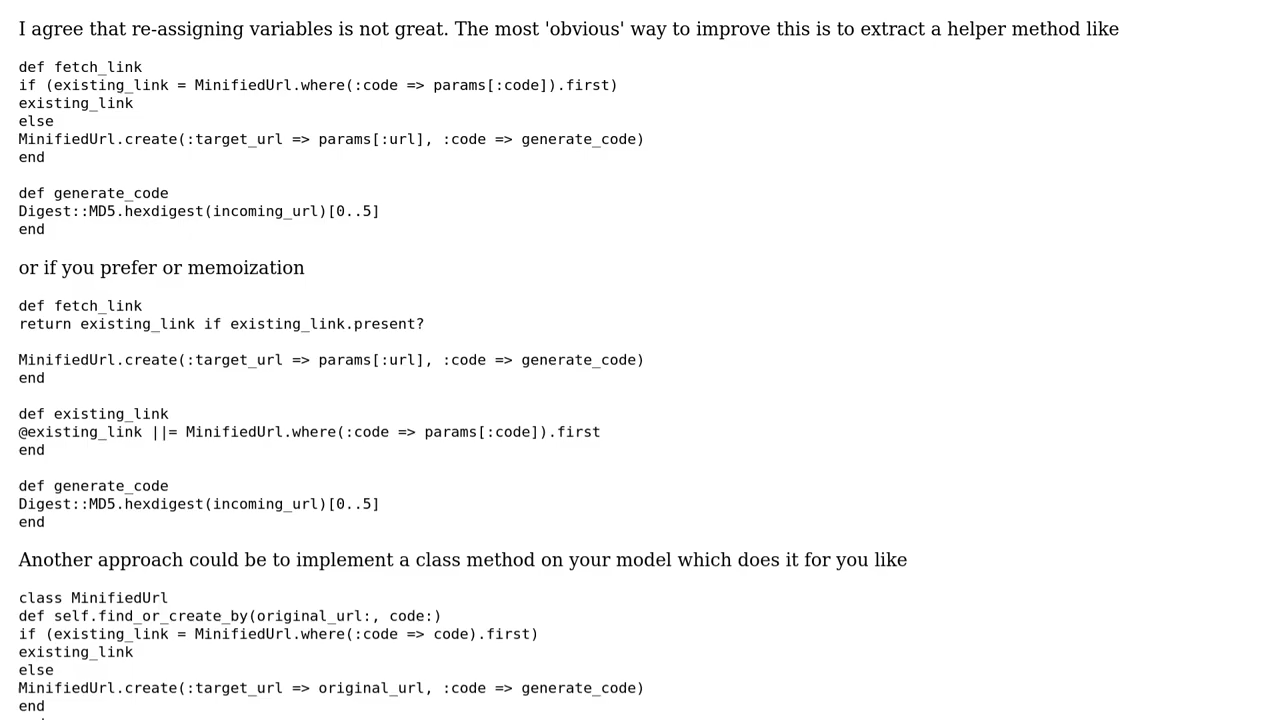 I agree that re-assigning variables is not great. The most 'obvious' way to improve this is to extract a helper method like
def fetch_link
if (existing_link = MinifiedUrl.where(:code => params[:code]).first)
existing_link
else
MinifiedUrl.create(:target_url => params[:url], :code => generate_code)
end
def generate_code
Digest::MD5.hexdigest(incoming_url)[0..5]
end
or if you prefer or memoization
def fetch_link
return existing_link if existing_link.present?
MinifiedUrl.create(:target_url => params[:url], :code => generate_code)
end
def existing_link
@existing_link ||= MinifiedUrl.where(:code => params[:code]).first
end
def generate_code
Digest::MD5.hexdigest(incoming_url)[0..5]
end
Another approach could be to implement a class method on your model which does it for you like
class MinifiedUrl
def self.find_or_create_by(original_url:, code:)
if (existing_link = MinifiedUrl.where(:code => code).first)
existing_link
else
MinifiedUrl.create(:target_url => original_url, :code => generate_code)
end